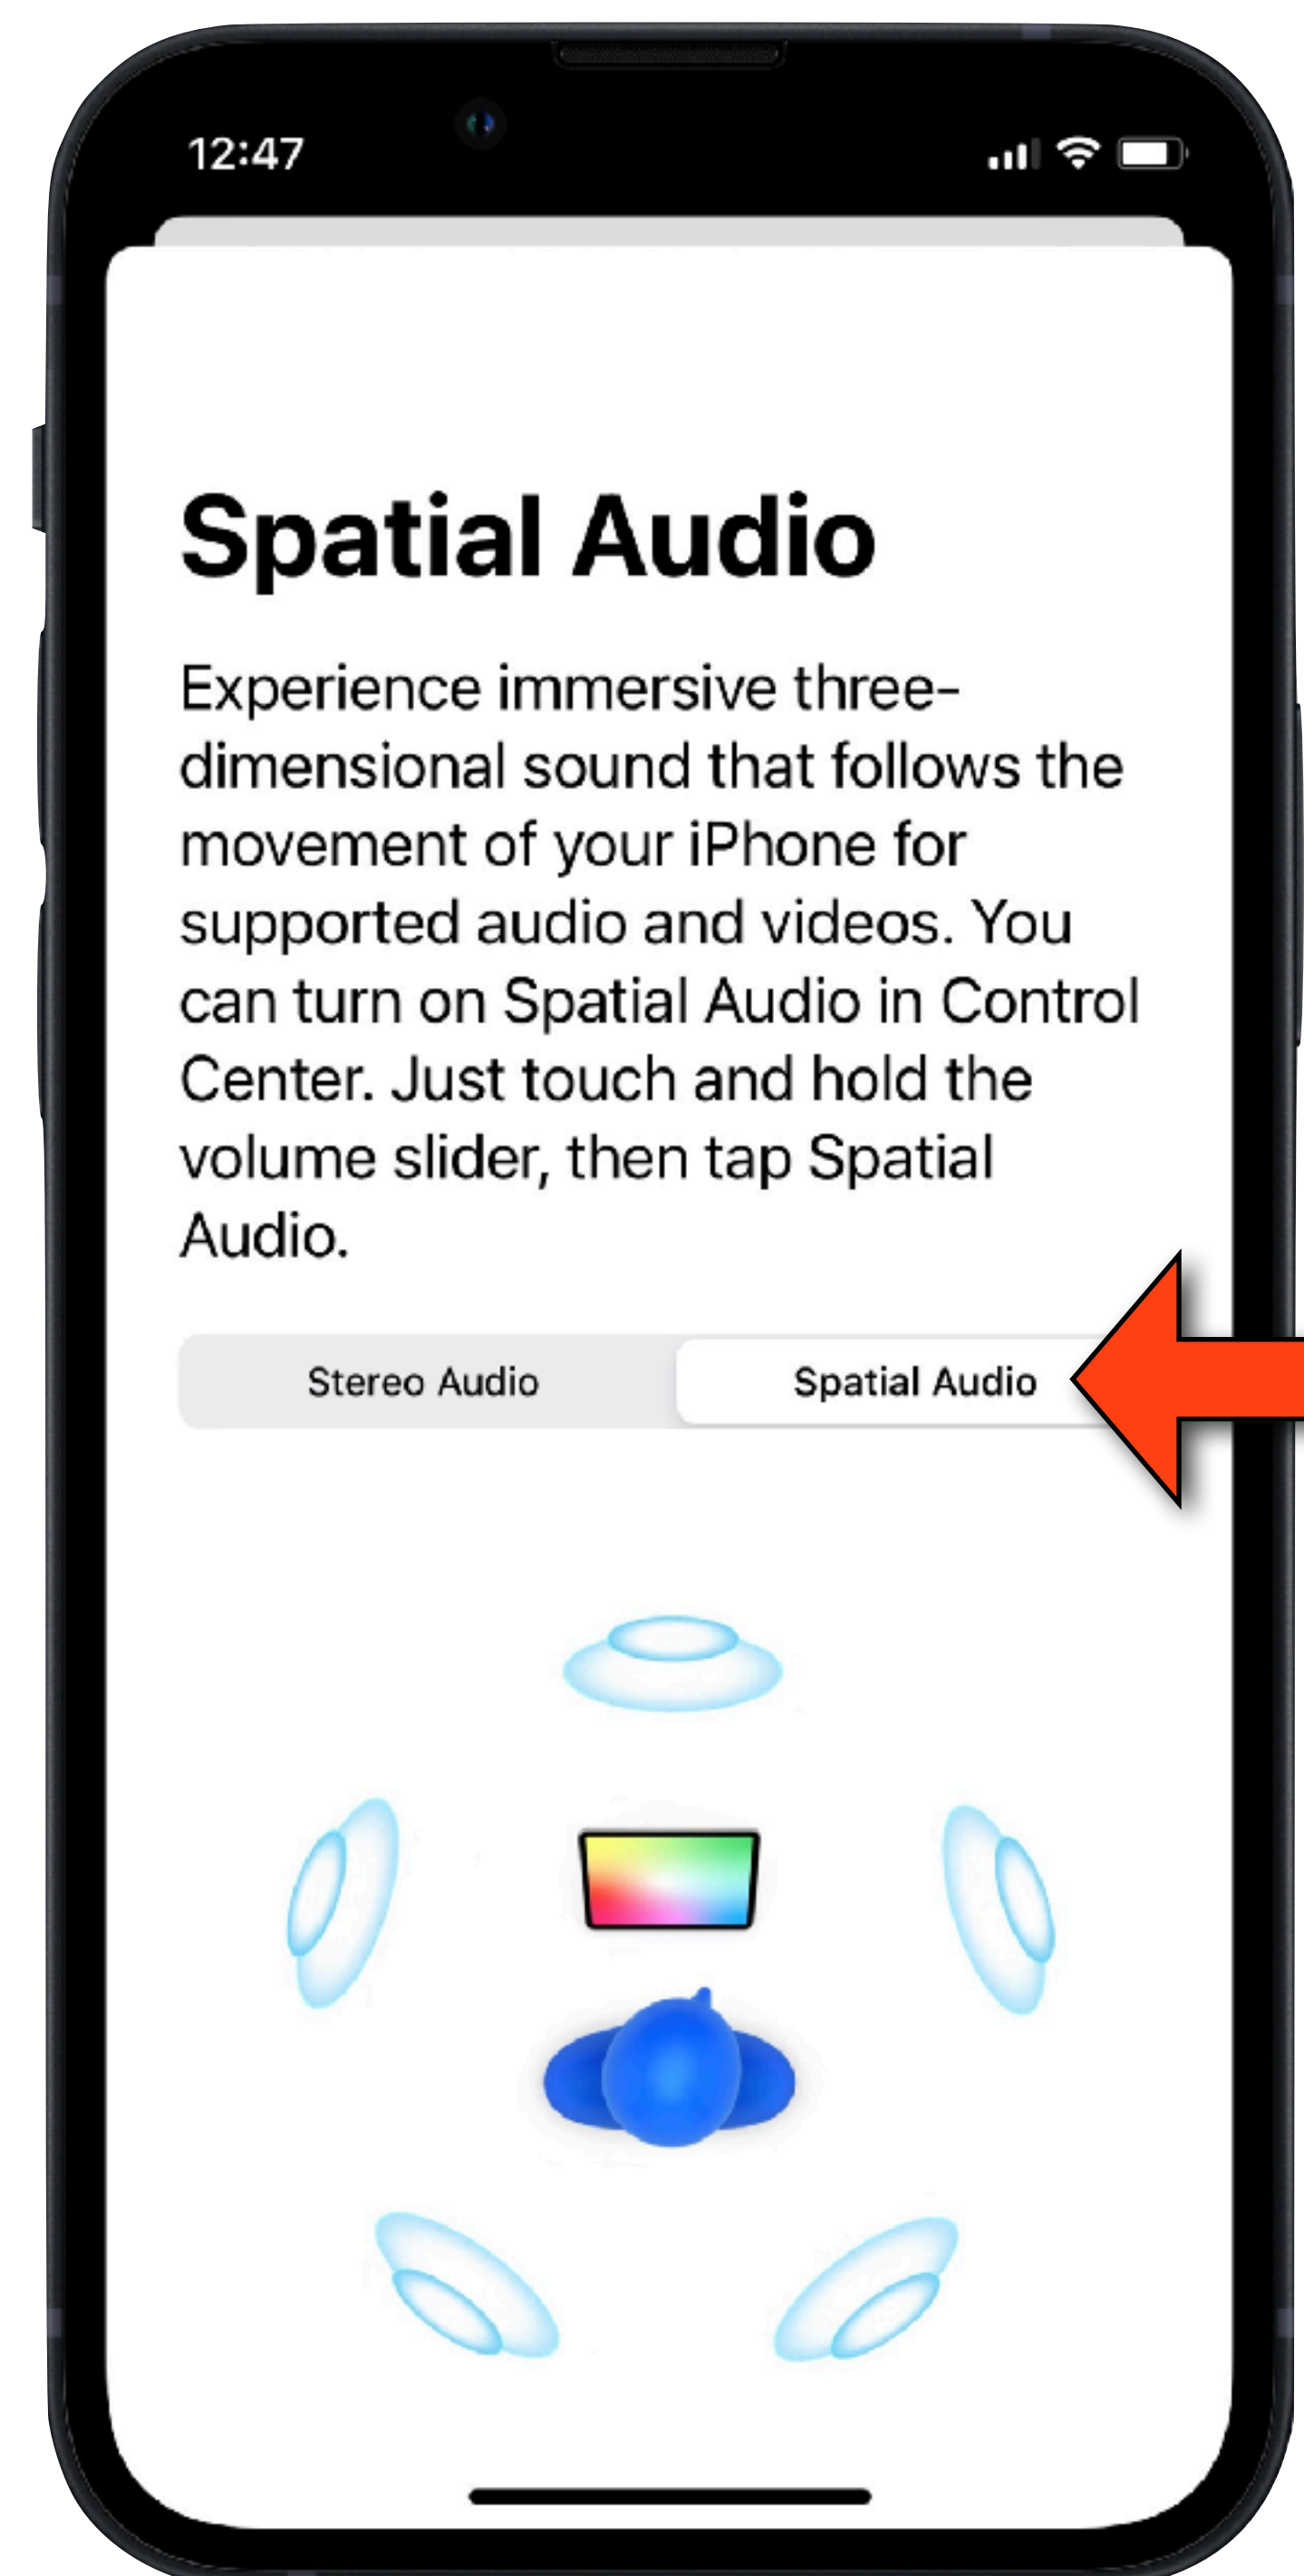 12:47
Spatial Audio
Experience immersive three-
dimensional sound that follows the
movement of your iPhone for
supported audio and videos. You
can turn on Spatial Audio in Control
Center. Just touch and hold the
volume slider, then tap Spatial
Audio.
Stereo Audio
Spatial Audio